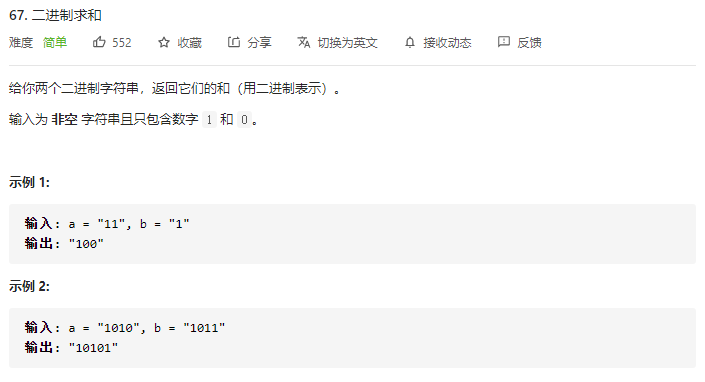 67. 二进制求和
难度 简单 552 收藏 分享 切换为英文 接收动态 反馈
给你两个二进制字符串，返回它们的和（用二进制表示）。
输入为 非空 字符串且只包含数字 1 和 0。
示例 1:
输入: a = "11", b = "1"
输出: "100"
示例 2:
输入: a = "1010", b = "1011"
输出: "10101"